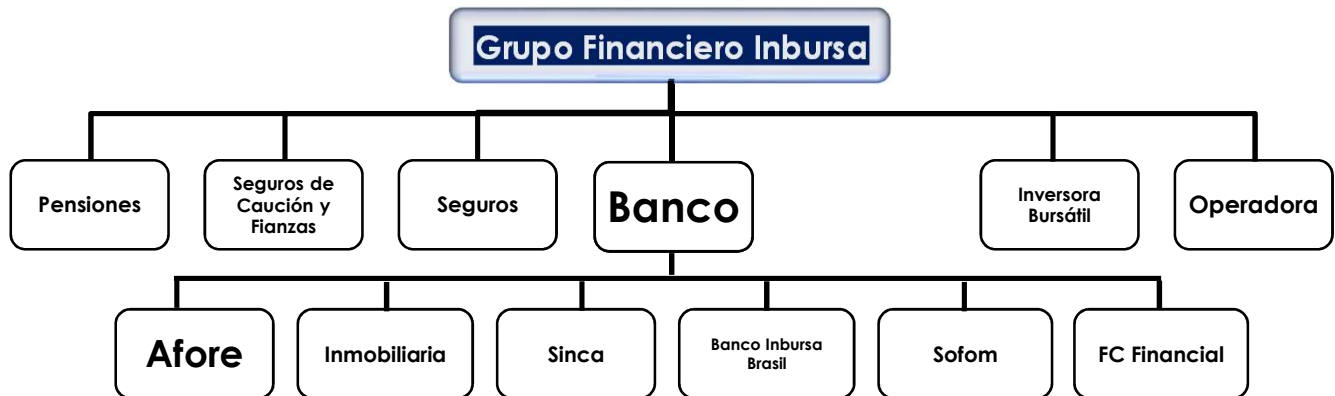 Grupo Financiero Inbursa
Pensiones
Seguros de
Caución y
Fianzas
Seguros
Banco
Inversora
Bursátil
Operadora
Afore
Inmobiliaria
Sinca
Banco Inbursa
Brasil
Sofom
FC Financial